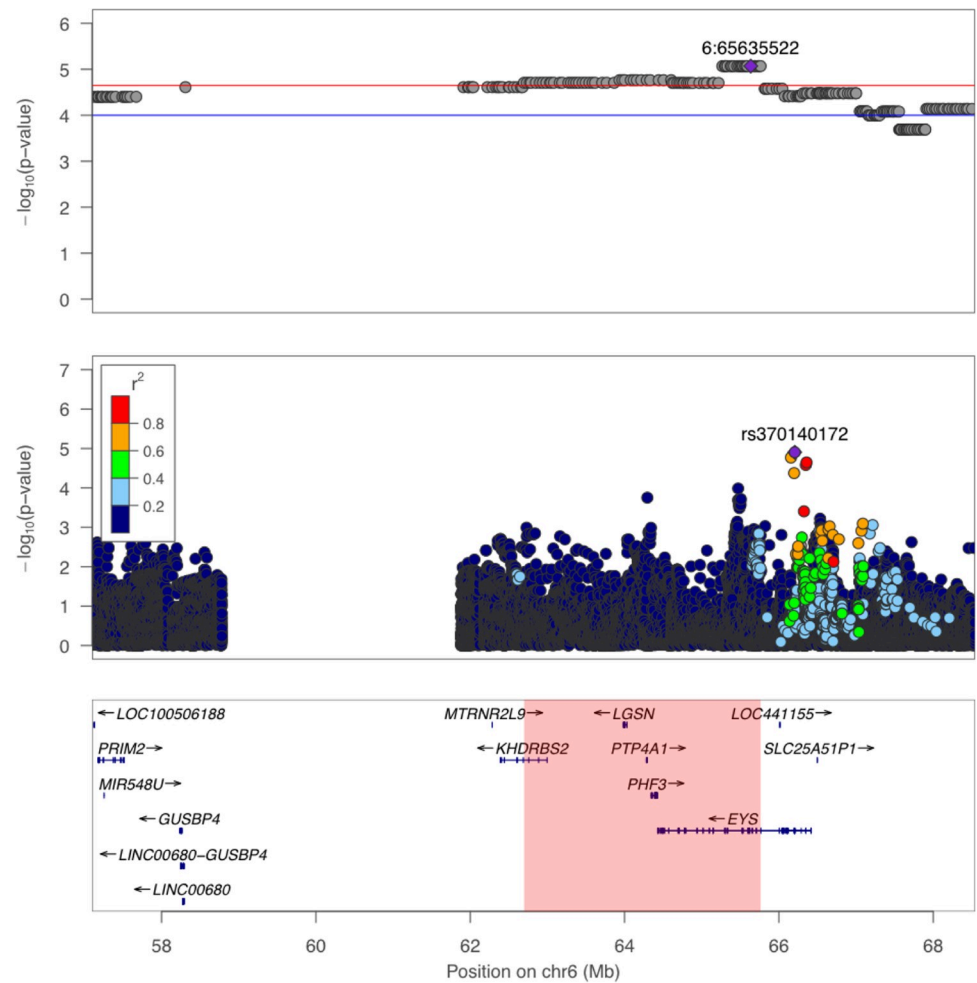 6
5
4
3
2
1
0
− log10(p−value)
6:65635522
7
6
5
4
3
2
1
0
− log10(p−value)
r2
0.8
0.6
0.4
0.2
rs370140172
←LOC100506188 MTRNR2L9→ ←LGSN LOC441155→
PRIM2→ ←KHDRBS2 PTP4A1→ SLC25A51P1→
MIR548U→ PHF3→
←GUSBP4 ←EYS
←LINC00680−GUSBP4
←LINC00680
58 60 62 64 66 68
Position on chr6 (Mb)